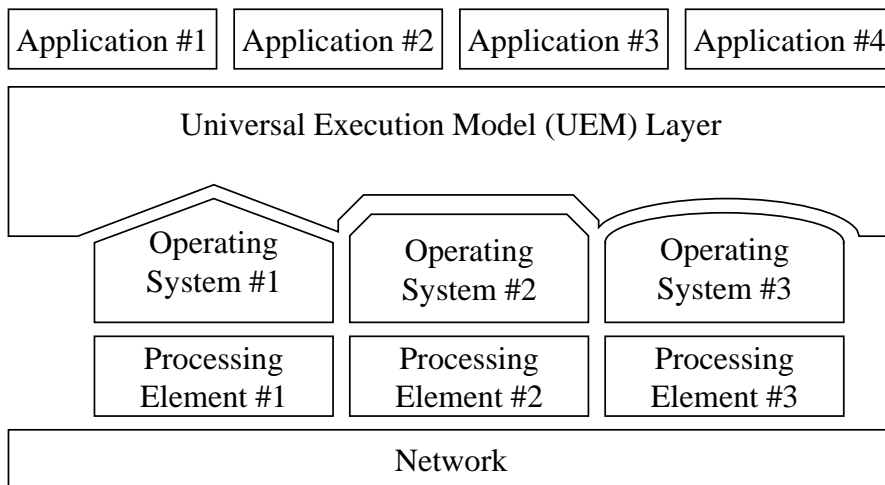 Application #1
Application #2
Application #3
Application #4
Universal Execution Model (UEM) Layer
Operating
System #1
Operating
System #2
Operating
System #3
Processing
Element #1
Processing
Element #2
Processing
Element #3
Network